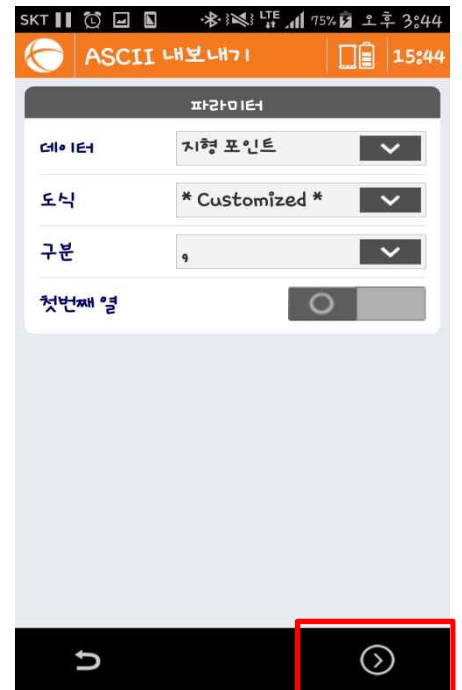 SKT LTE 75% 오후 3:44
ASCII 내보내기 15:44
파라미터
데이터 지형 포인트
도식 * Customized *
구분 ,
첫번째 열